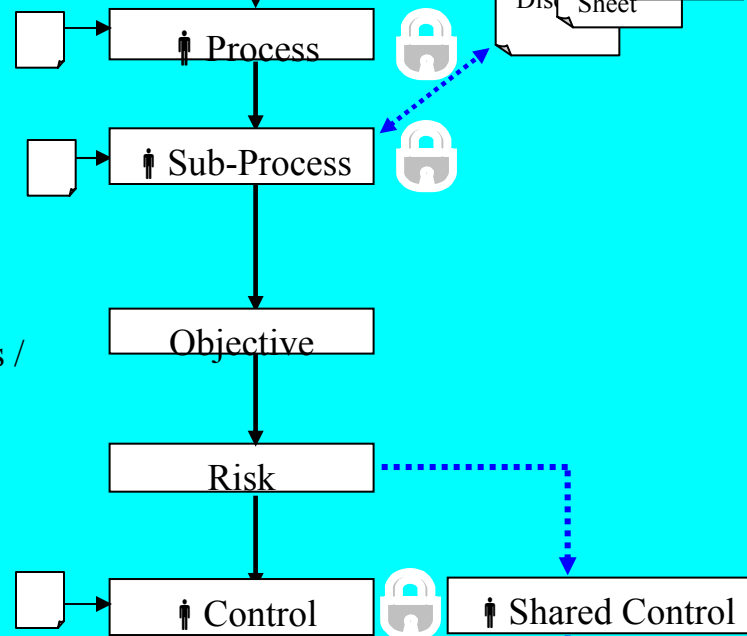 Sheet
Process
Sub-Process
Objective
s /
Risk
Control
Shared Control